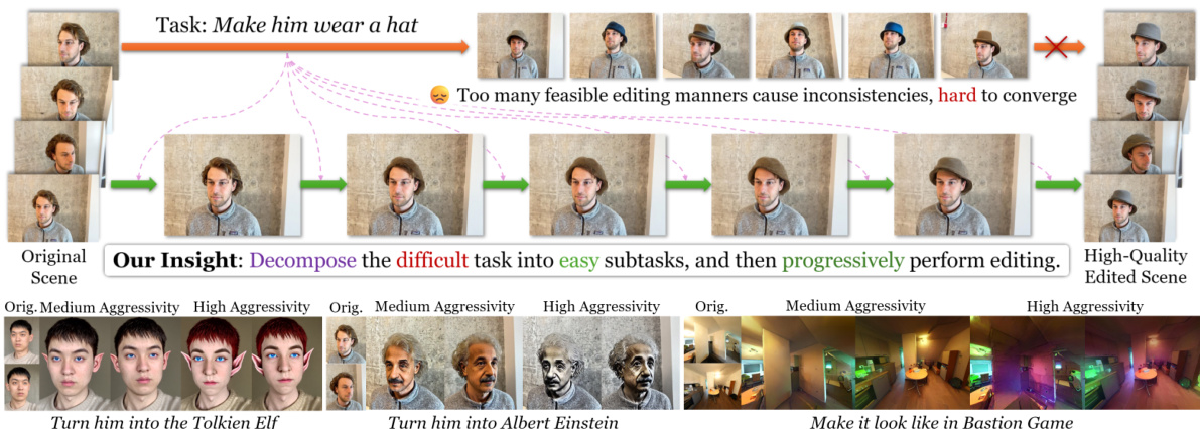 Task: Make him wear a hat
Too many feasible editing manners cause inconsistencies, hard to converge
Original
Scene
Our Insight: Decompose the difficult task into easy subtasks, and then progressively perform editing.
High-Quality
Edited Scene
Orig. Medium Aggressivity High Aggressivity
Orig. Medium Aggressivity High Aggressivity
Orig. Medium Aggressivity High Aggressivity
Turn him into the Tolkien Elf
Turn him into Albert Einstein
Make it look like in Bastion Game